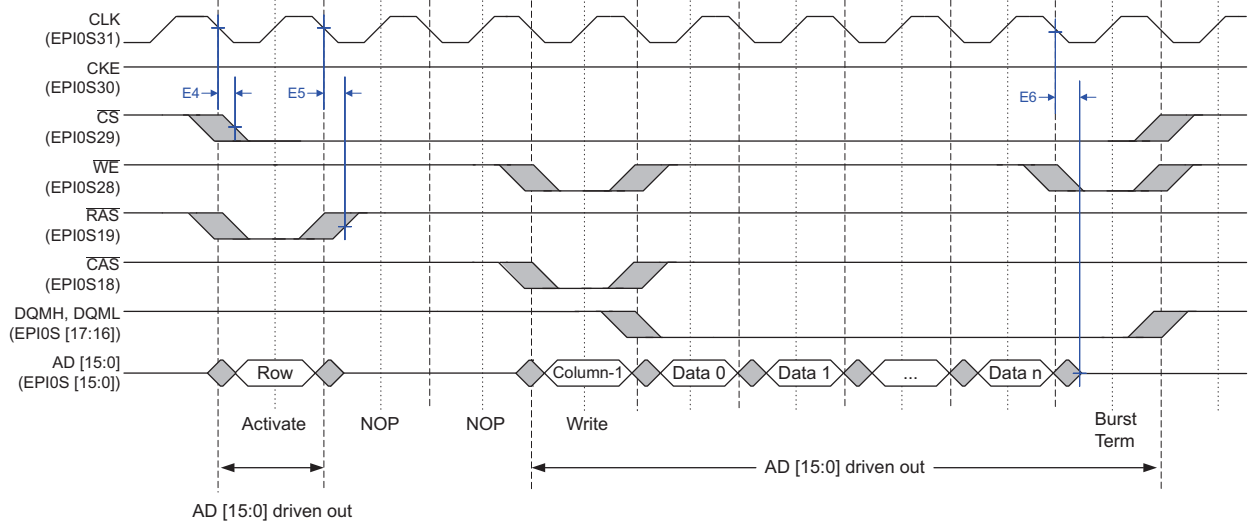 CLK
(EPI0S31)
CKE
(EPI0S30)
E4
E5
E6
CS
(EPI0S29)
WE
(EPI0S28)
RAS
(EPI0S19)
CAS
(EPI0S18)
DQMH, DQML
(EPI0S [17:16])
AD [15:0]
(EPI0S [15:0])
Row
Column-1
Data 0
Data 1
...
Data n
Activate
NOP
NOP
Write
Burst
Term
AD [15:0] driven out
AD [15:0] driven out